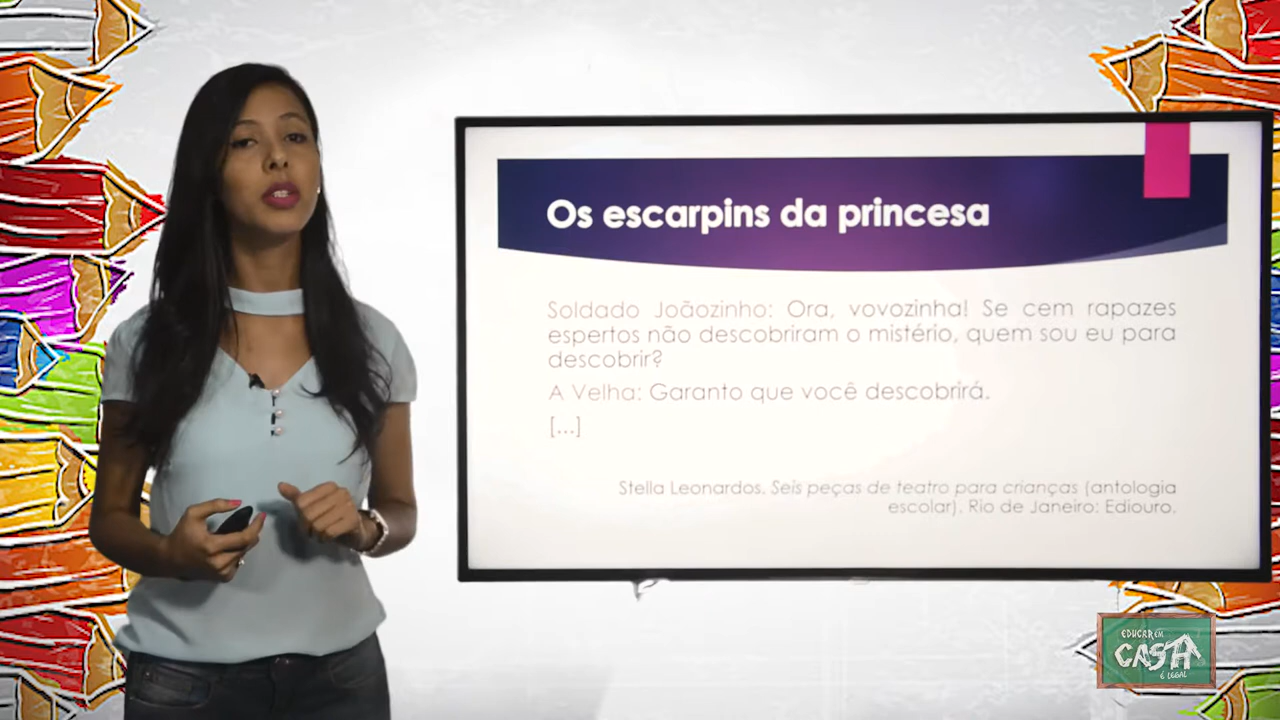 Os escarpins da princesa
Soldado Joãozinho: Ora, vovozinha! Se cem rapazes
espertos não descobriram o mistério, quem sou eu para
descobrir?
A Velha: Garanto que você descobrirá.
[...]
Stella Leonardos. Seis peças de teatro para crianças (antologia
escolar). Rio de Janeiro: Ediouro.
EDUCAR EM
CASA
É LEGAL